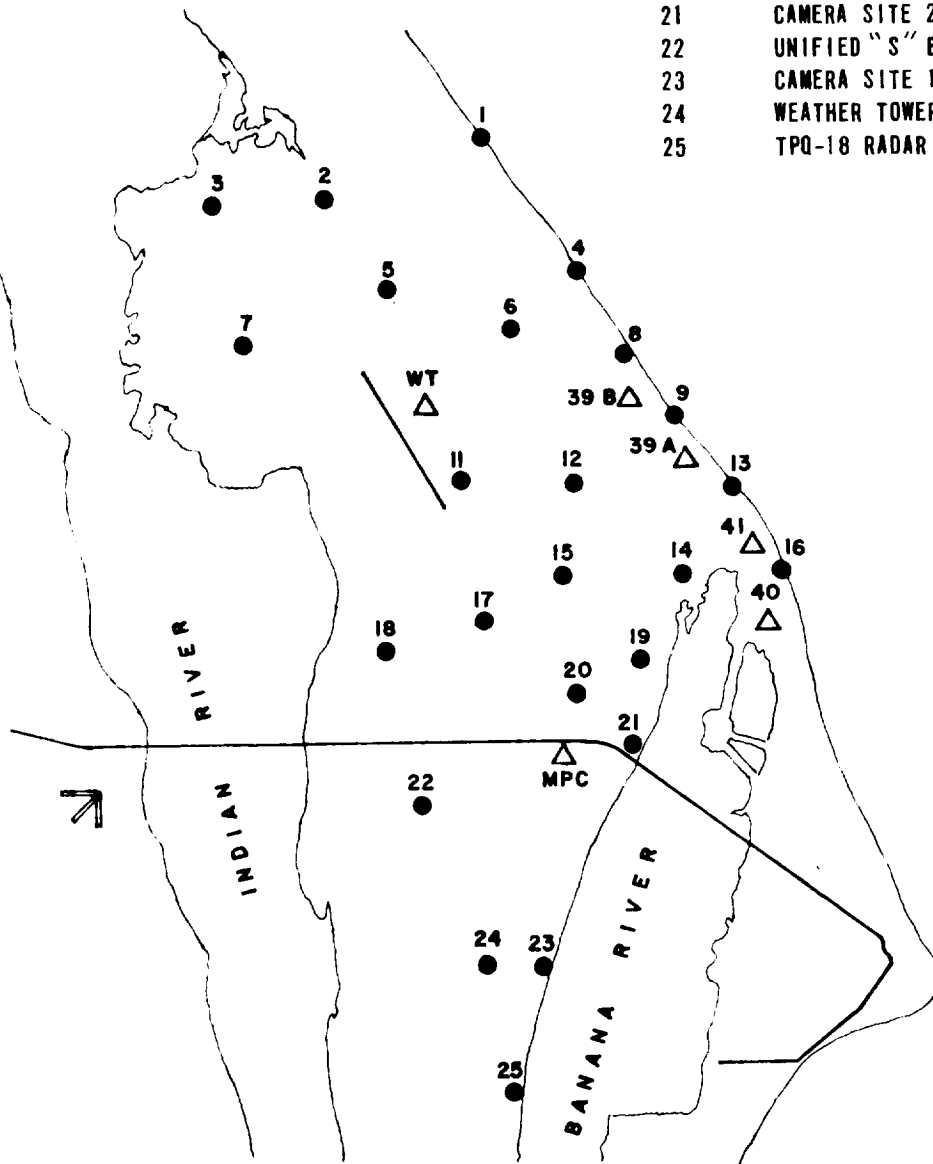 21 CAMERA SITE 2
22 UNIFIED "S" B
23 CAMERA SITE 1
24 WEATHER TOWER
25 TPQ-18 RADAR
1
2
3
4
5
6
7
8
WT
39 B
9
39 A
11
12
13
41
16
15
14
40
17
18
19
20
21
MPC
22
INDIAN RIVER
BANANA RIVER
24
23
25